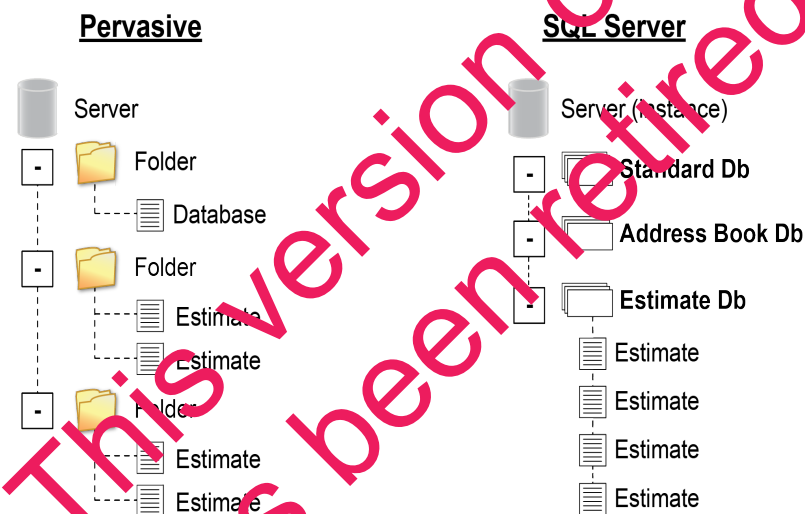 Pervasive
Server
Folder
Database
Folder
Estimate
Estimate
Folder
Estimate
Estimate
SQL Server
Server (instance)
Standard Db
Address Book Db
Estimate Db
Estimate
Estimate
Estimate
Estimate
This version
been retired